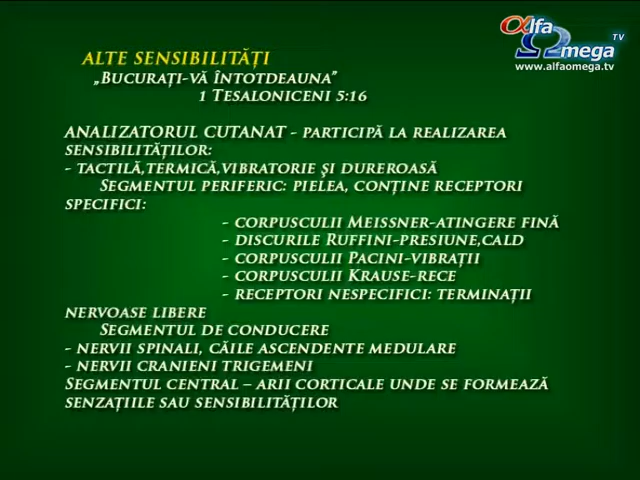 αlfa
Ωmega TV
www.alfaomega.tv
ALTE SENSIBILITĂȚI
„BUCURAȚI-VĂ ÎNTOTDEAUNA”
1 TESALONICENI 5:16
ANALIZATORUL CUTANAT - PARTICIPĂ LA REALIZAREA
SENSIBILITĂȚILOR:
- TACTILĂ,TERMICĂ,VIBRATORIE ȘI DUREROASĂ
SEGMENTUL PERIFERIC: PIELEA, CONȚINE RECEPTORI
SPECIFICI:
- CORPUSCULII MEISSNER-ATINGERE FINĂ
- DISCURILE RUFFINI-PRESIUNE,CALD
- CORPUSCULII PACINI-VIBRAȚII
- CORPUSCULII KRAUSE-RECE
- RECEPTORI NESPECIFICI: TERMINAȚII
NERVOASE LIBERE
SEGMENTUL DE CONDUCERE
- NERVII SPINALI, CĂILE ASCENDENTE MEDULARE
- NERVII CRANIENI TRIGEMENI
SEGMENTUL CENTRAL – ARII CORTICALE UNDE SE FORMEAZĂ
SENZAȚIILE SAU SENSIBILITĂȚILOR